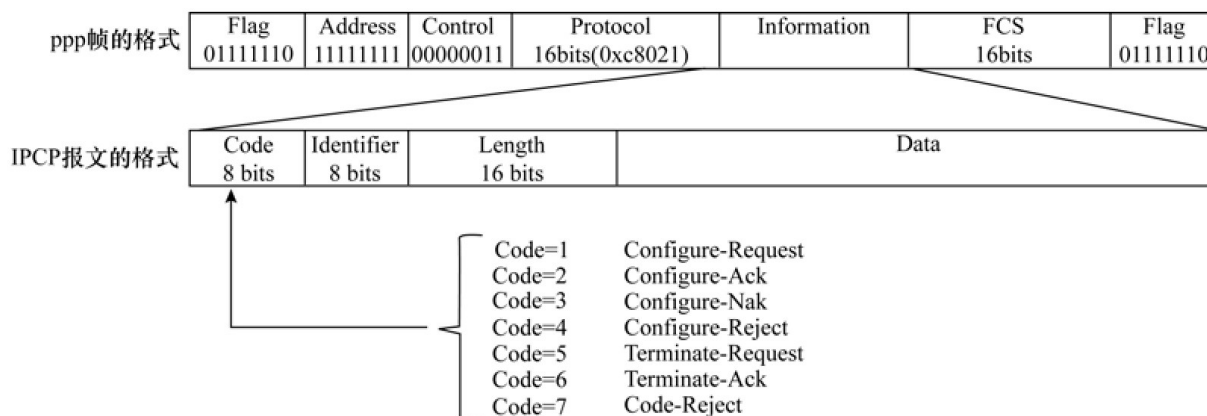 ppp帧的格式
Flag Address Control Protocol Information FCS Flag
01111110 11111111 00000011 16bits(0xc8021) 16bits 01111110
IPCP报文的格式
Code Identifier Length Data
8 bits 8 bits 16 bits
Code=1 Configure-Request
Code=2 Configure-Ack
Code=3 Configure-Nak
Code=4 Configure-Reject
Code=5 Terminate-Request
Code=6 Terminate-Ack
Code=7 Code-Reject